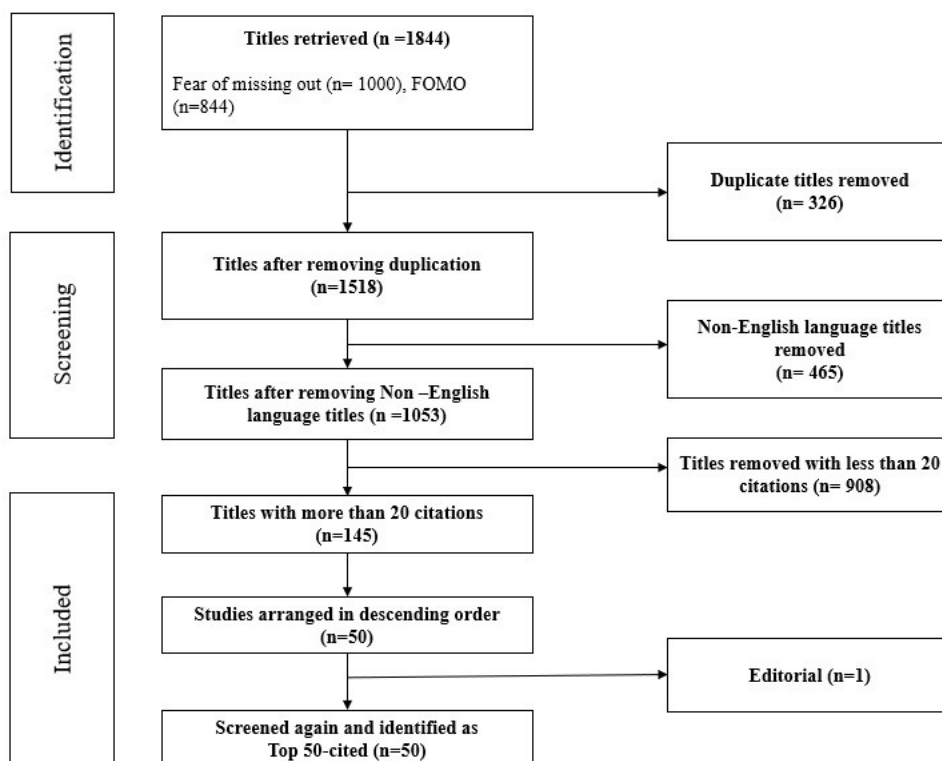 Identification
Titles retrieved (n =1844)
Fear of missing out (n= 1000), FOMO
(n=844)
Duplicate titles removed
(n= 326)
Screening
Titles after removing duplication
(n=1518)
Non-English language titles
removed
(n= 465)
Titles after removing Non –English
language titles (n =1053)
Titles removed with less than 20
citations (n= 908)
Included
Titles with more than 20 citations
(n=145)
Studies arranged in descending order
(n=50)
Editorial (n=1)
Screened again and identified as
Top 50-cited (n=50)